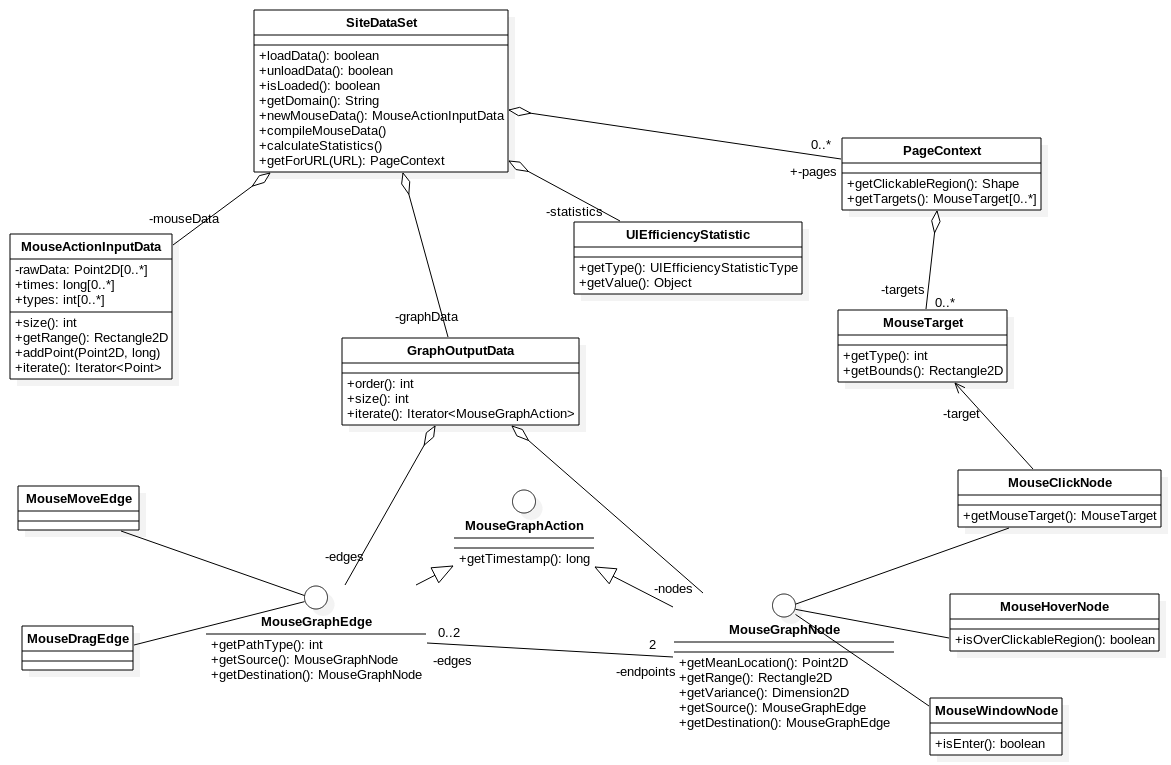 SiteDataSet
+loadData(): boolean
+unloadData(): boolean
+isLoaded(): boolean
+getDomain(): String
+newMouseData(): MouseActionInputData
+compileMouseData()
+calculateStatistics()
+getForURL(URL): PageContext
0..*
+-pages
PageContext
+getClickableRegion(): Shape
+getTargets(): MouseTarget[0..*]
-mouseData
-statistics
MouseActionInputData
-rawData: Point2D[0..*]
+times: long[0..*]
+types: int[0..*]
+size(): int
+getRange(): Rectangle2D
+addPoint(Point2D, long)
+iterate(): Iterator<Point>
UIEfficiencyStatistic
+getType(): UIEfficiencyStatisticType
+getValue(): Object
-targets
0..*
-graphData
MouseTarget
+getType(): int
+getBounds(): Rectangle2D
GraphOutputData
+order(): int
+size(): int
+iterate(): Iterator<MouseGraphAction>
-target
MouseClickNode
+getMouseTarget(): MouseTarget
MouseMoveEdge
MouseGraphAction
+getTimestamp(): long
-edges
-nodes
MouseHoverNode
+isOverClickableRegion(): boolean
MouseDragEdge
MouseGraphEdge
+getPathType(): int
+getSource(): MouseGraphNode
+getDestination(): MouseGraphNode
0..2
-edges
2
-endpoints
MouseGraphNode
+getMeanLocation(): Point2D
+getRange(): Rectangle2D
+getVariance(): Dimension2D
+getSource(): MouseGraphEdge
+getDestination(): MouseGraphEdge
MouseWindowNode
+isEnter(): boolean